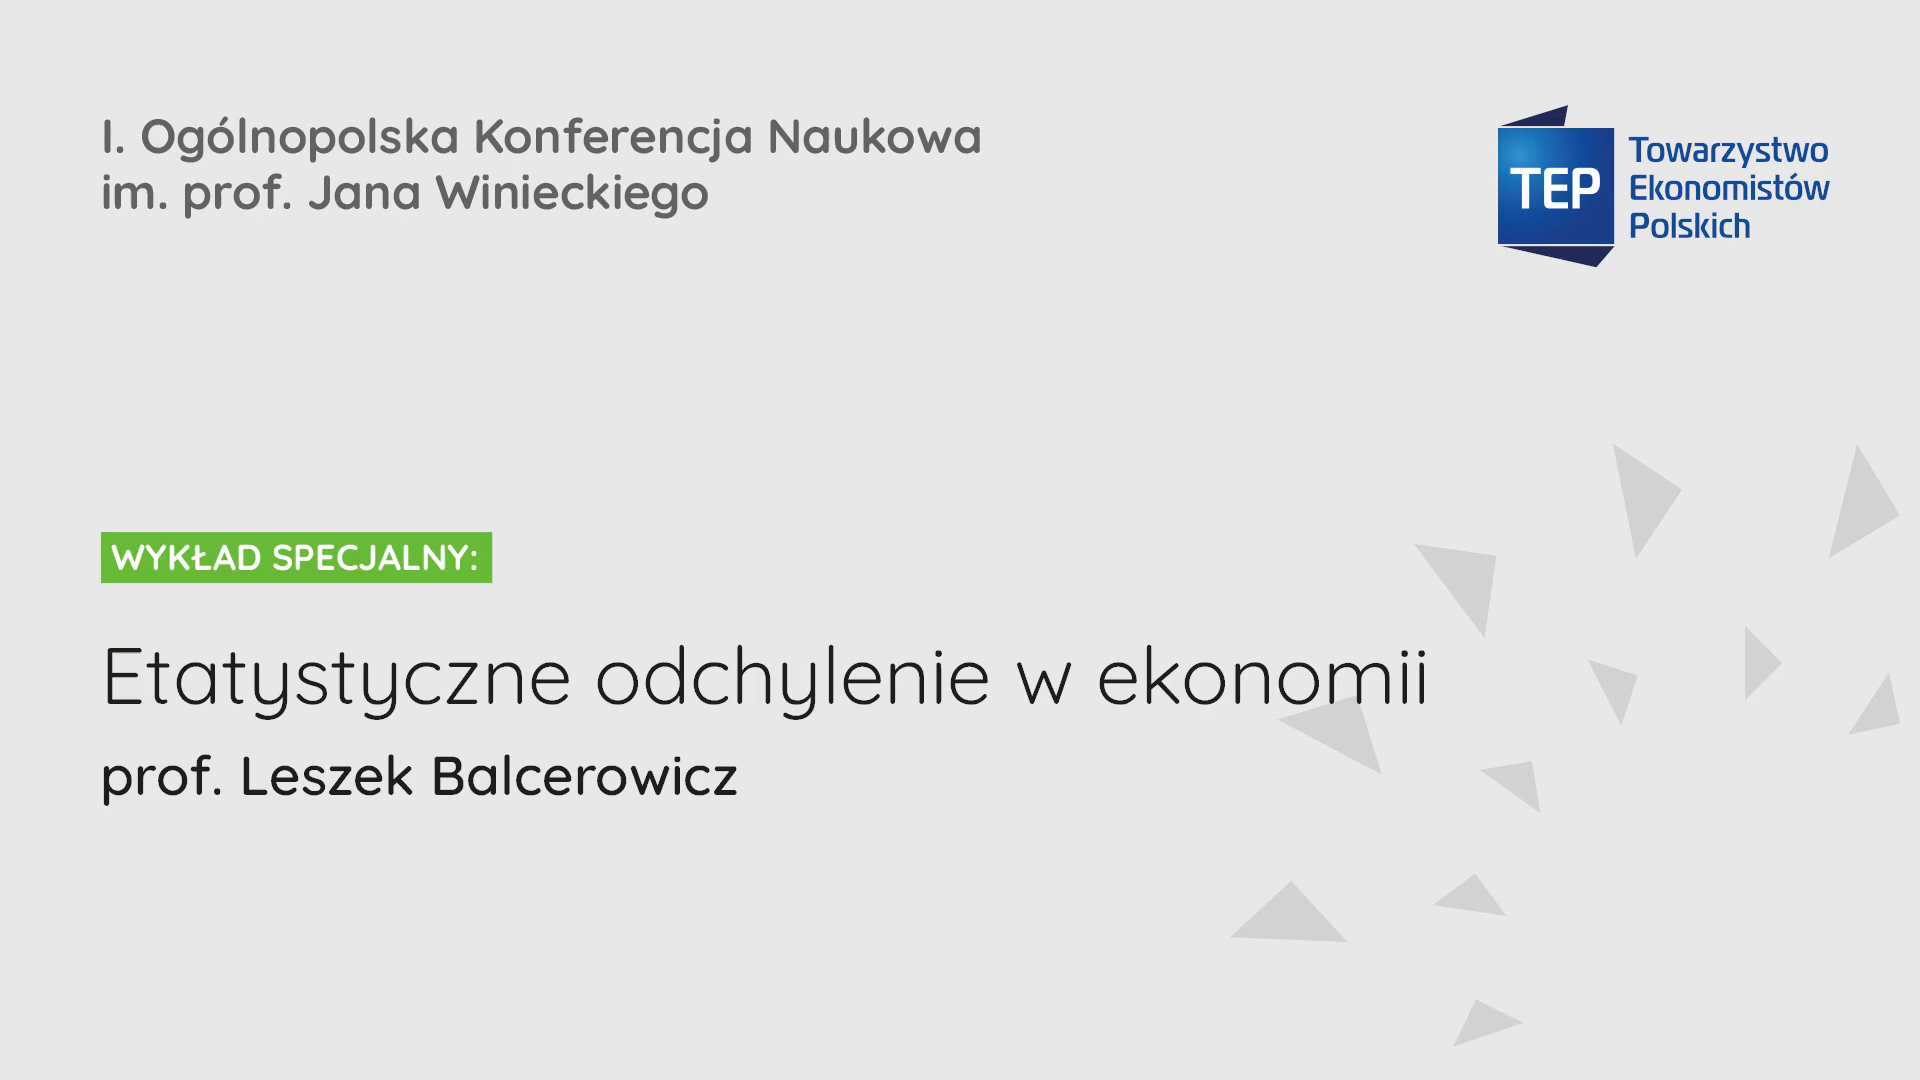 I. Ogólnopolska Konferencja Naukowa
im. prof. Jana Winieckiego
TEP
Towarzystwo
Ekonomistów
Polskich
WYKŁAD SPECJALNY:
Etatystyczne odchylenie w ekonomii
prof. Leszek Balcerowicz